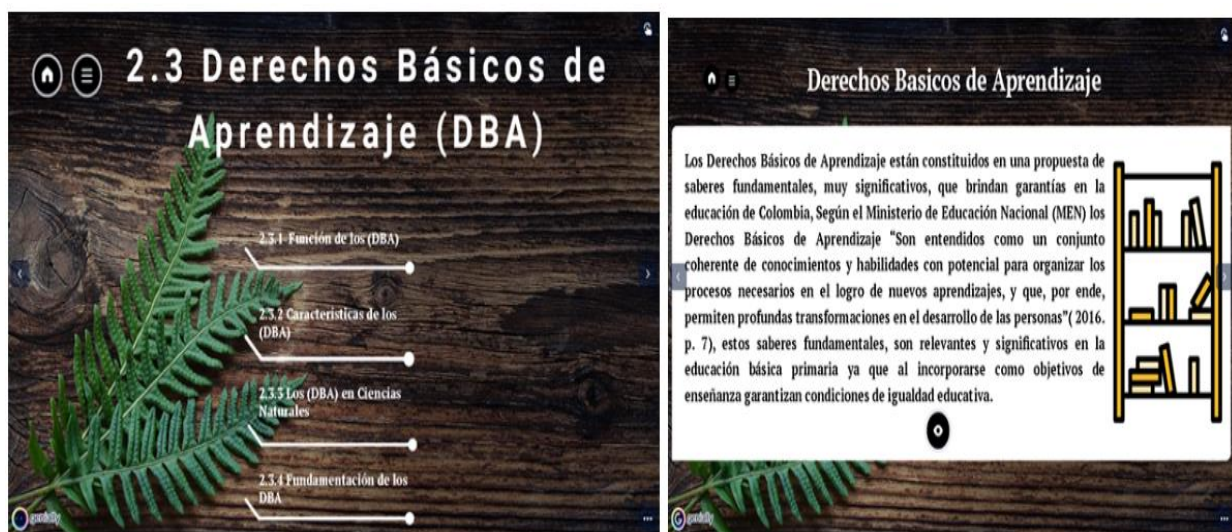 2.3 Derechos Básicos de
Aprendizaje (DBA)
2.3.1 Función de los (DBA)
2.3.2 Caracteristicas de los
(DBA)
2.3.3 Los (DBA) en Ciencias
Naturales
2.3.4 Fundamentación de los
DBA
genially
Derechos Basicos de Aprendizaje
Los Derechos Básicos de Aprendizaje están constituidos en una propuesta de
saberes fundamentales, muy significativos, que brindan garantías en la
educación de Colombia, Según el Ministerio de Educación Nacional (MEN) los
Derechos Básicos de Aprendizaje "Son entendidos como un conjunto
coherente de conocimientos y habilidades con potencial para organizar los
procesos necesarios en el logro de nuevos aprendizajes, y que, por ende,
permiten profundas transformaciones en el desarrollo de las personas"( 2016.
p. 7), estos saberes fundamentales, son relevantes y significativos en la
educación básica primaria ya que al incorporarse como objetivos de
enseñanza garantizan condiciones de igualdad educativa.
genially